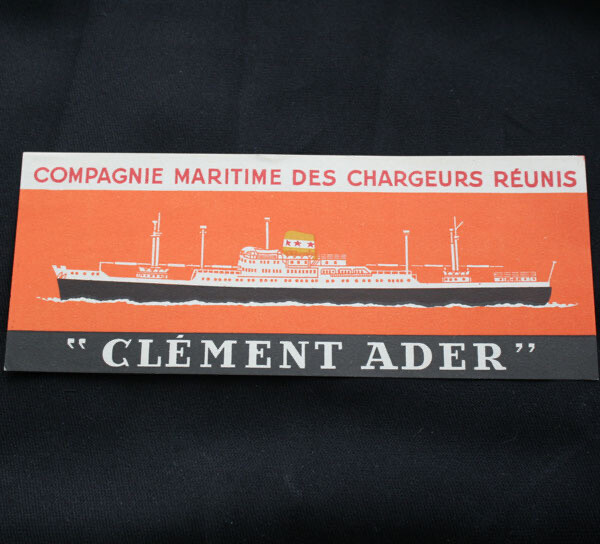 COMPAGNIE MARITIME DES CHARGEURS RÉUNIS
“ CLÉMENT ADER ”